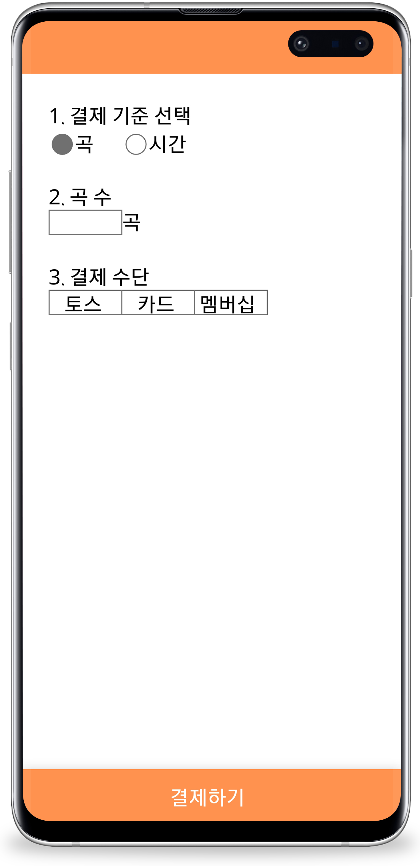 1. 결제 기준 선택
곡 시간
2. 곡 수
곡
3. 결제 수단
토스 카드 멤버십
결제하기